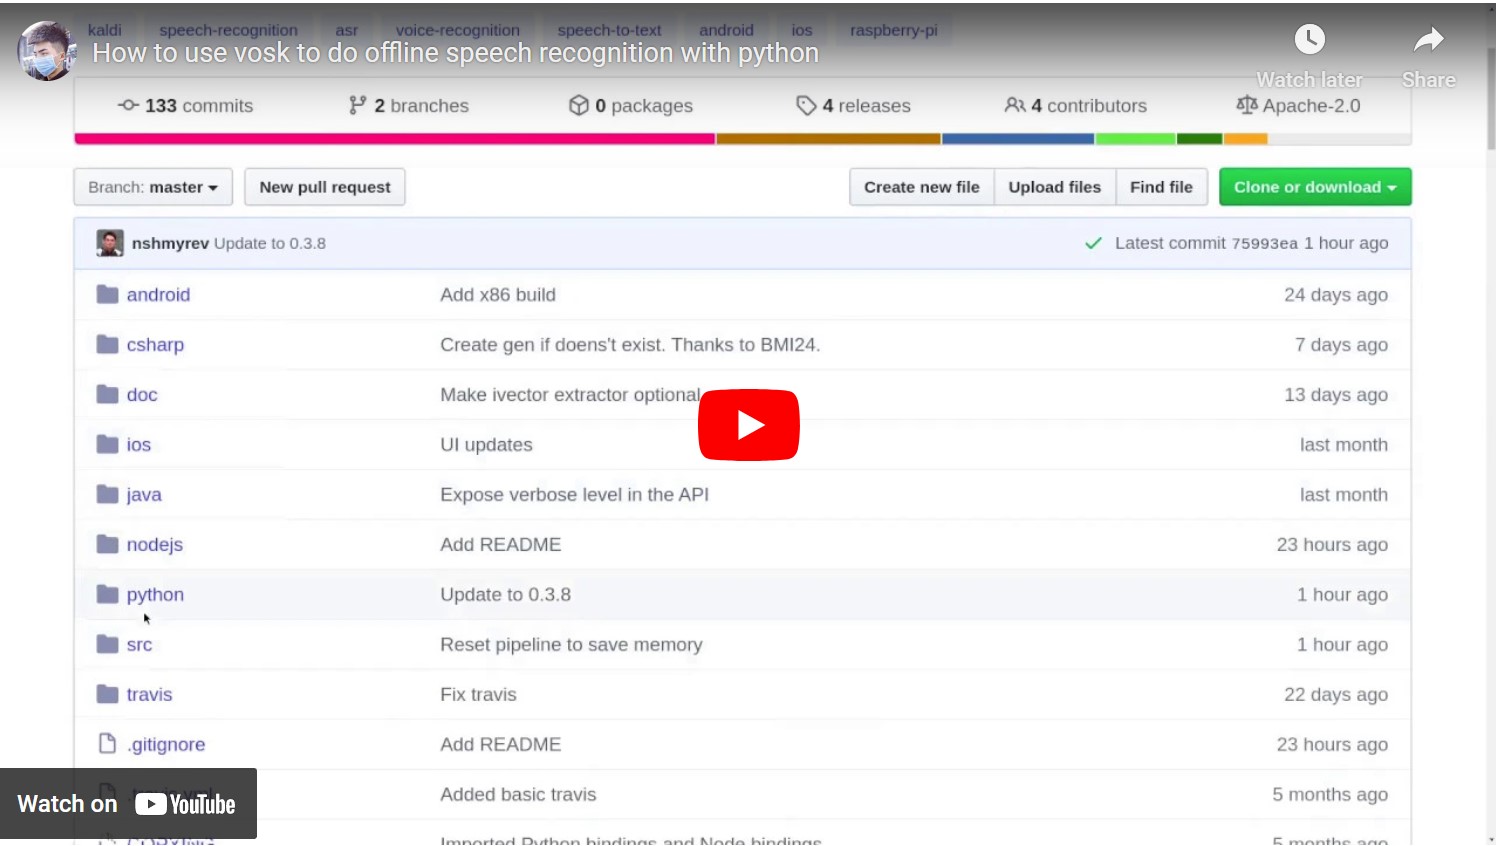 kaldi speech-recognition asr voice-recognition speech-to-text android ios raspberry-pi
How to use vosk to do offline speech recognition with python
Watch later Share
133 commits 2 branches 0 packages 4 releases 4 contributors Apache-2.0
Branch: master New pull request Create new file Upload files Find file Clone or download
nshmyrev Update to 0.3.8 Latest commit 75993ea 1 hour ago
android Add x86 build 24 days ago
csharp Create gen if doens't exist. Thanks to BMI24. 7 days ago
doc Make ivector extractor optional 13 days ago
ios UI updates last month
java Expose verbose level in the API last month
nodejs Add README 23 hours ago
python Update to 0.3.8 1 hour ago
src Reset pipeline to save memory 1 hour ago
travis Fix travis 22 days ago
.gitignore Add README 23 hours ago
.travis.yml Added basic travis 5 months ago
Watch on YouTube
COPYING Imported Python bindings and Node bindings 5 months ago